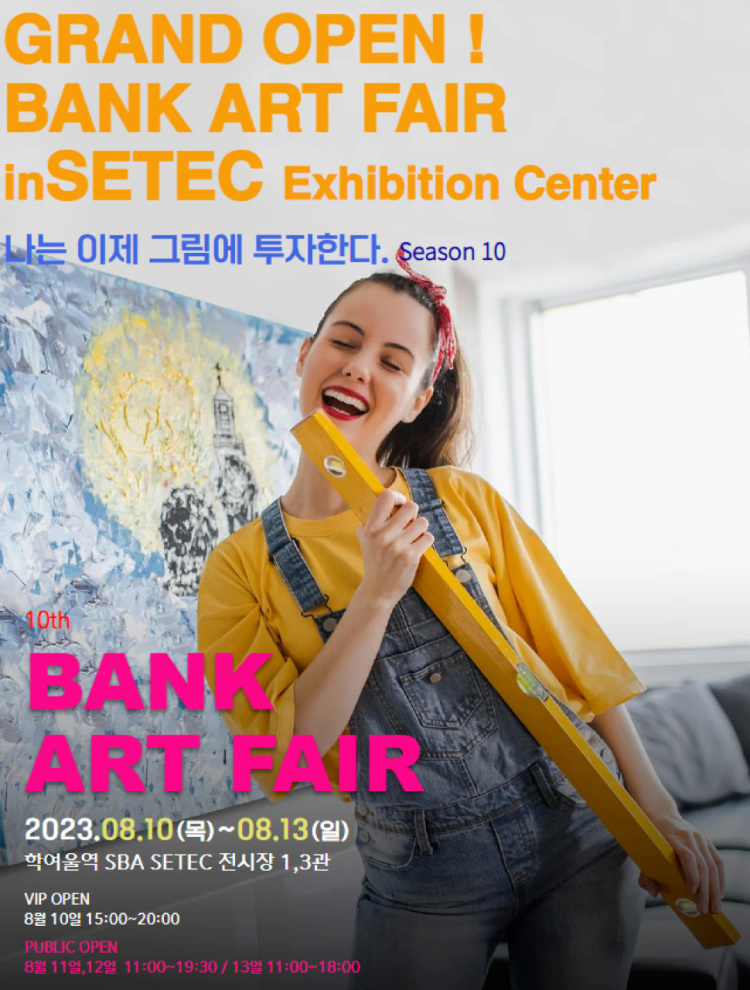 GRAND OPEN !
BANK ART FAIR
inSETEC Exhibition Center
나는 이제 그림에 투자한다. Season 10
10th
BANK
ART FAIR
2023.08.10(목)~08.13(일)
학여울역 SBA SETEC 전시장 1,3관
VIP OPEN
8월 10일 15:00~20:00
PUBLIC OPEN
8월 11일,12일 11:00~19:30 / 13일 11:00~18:00